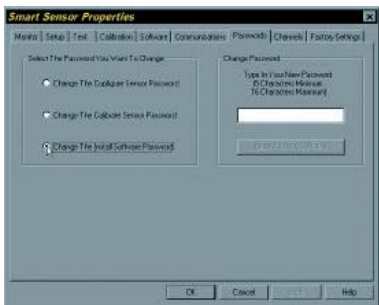 Smart Sensor Properties
Monitor Setup Test Calibration Software Communications Passwords Channels Factory Settings
Select The Password You Want To Change:
Change The Configure Sensor Password
Change The Calibrate Sensor Password
Change The Install Software Password
Change Password
Type In Your New Password
(5 Characters Minimum
16 Characters Maximum)
OK Cancel Help